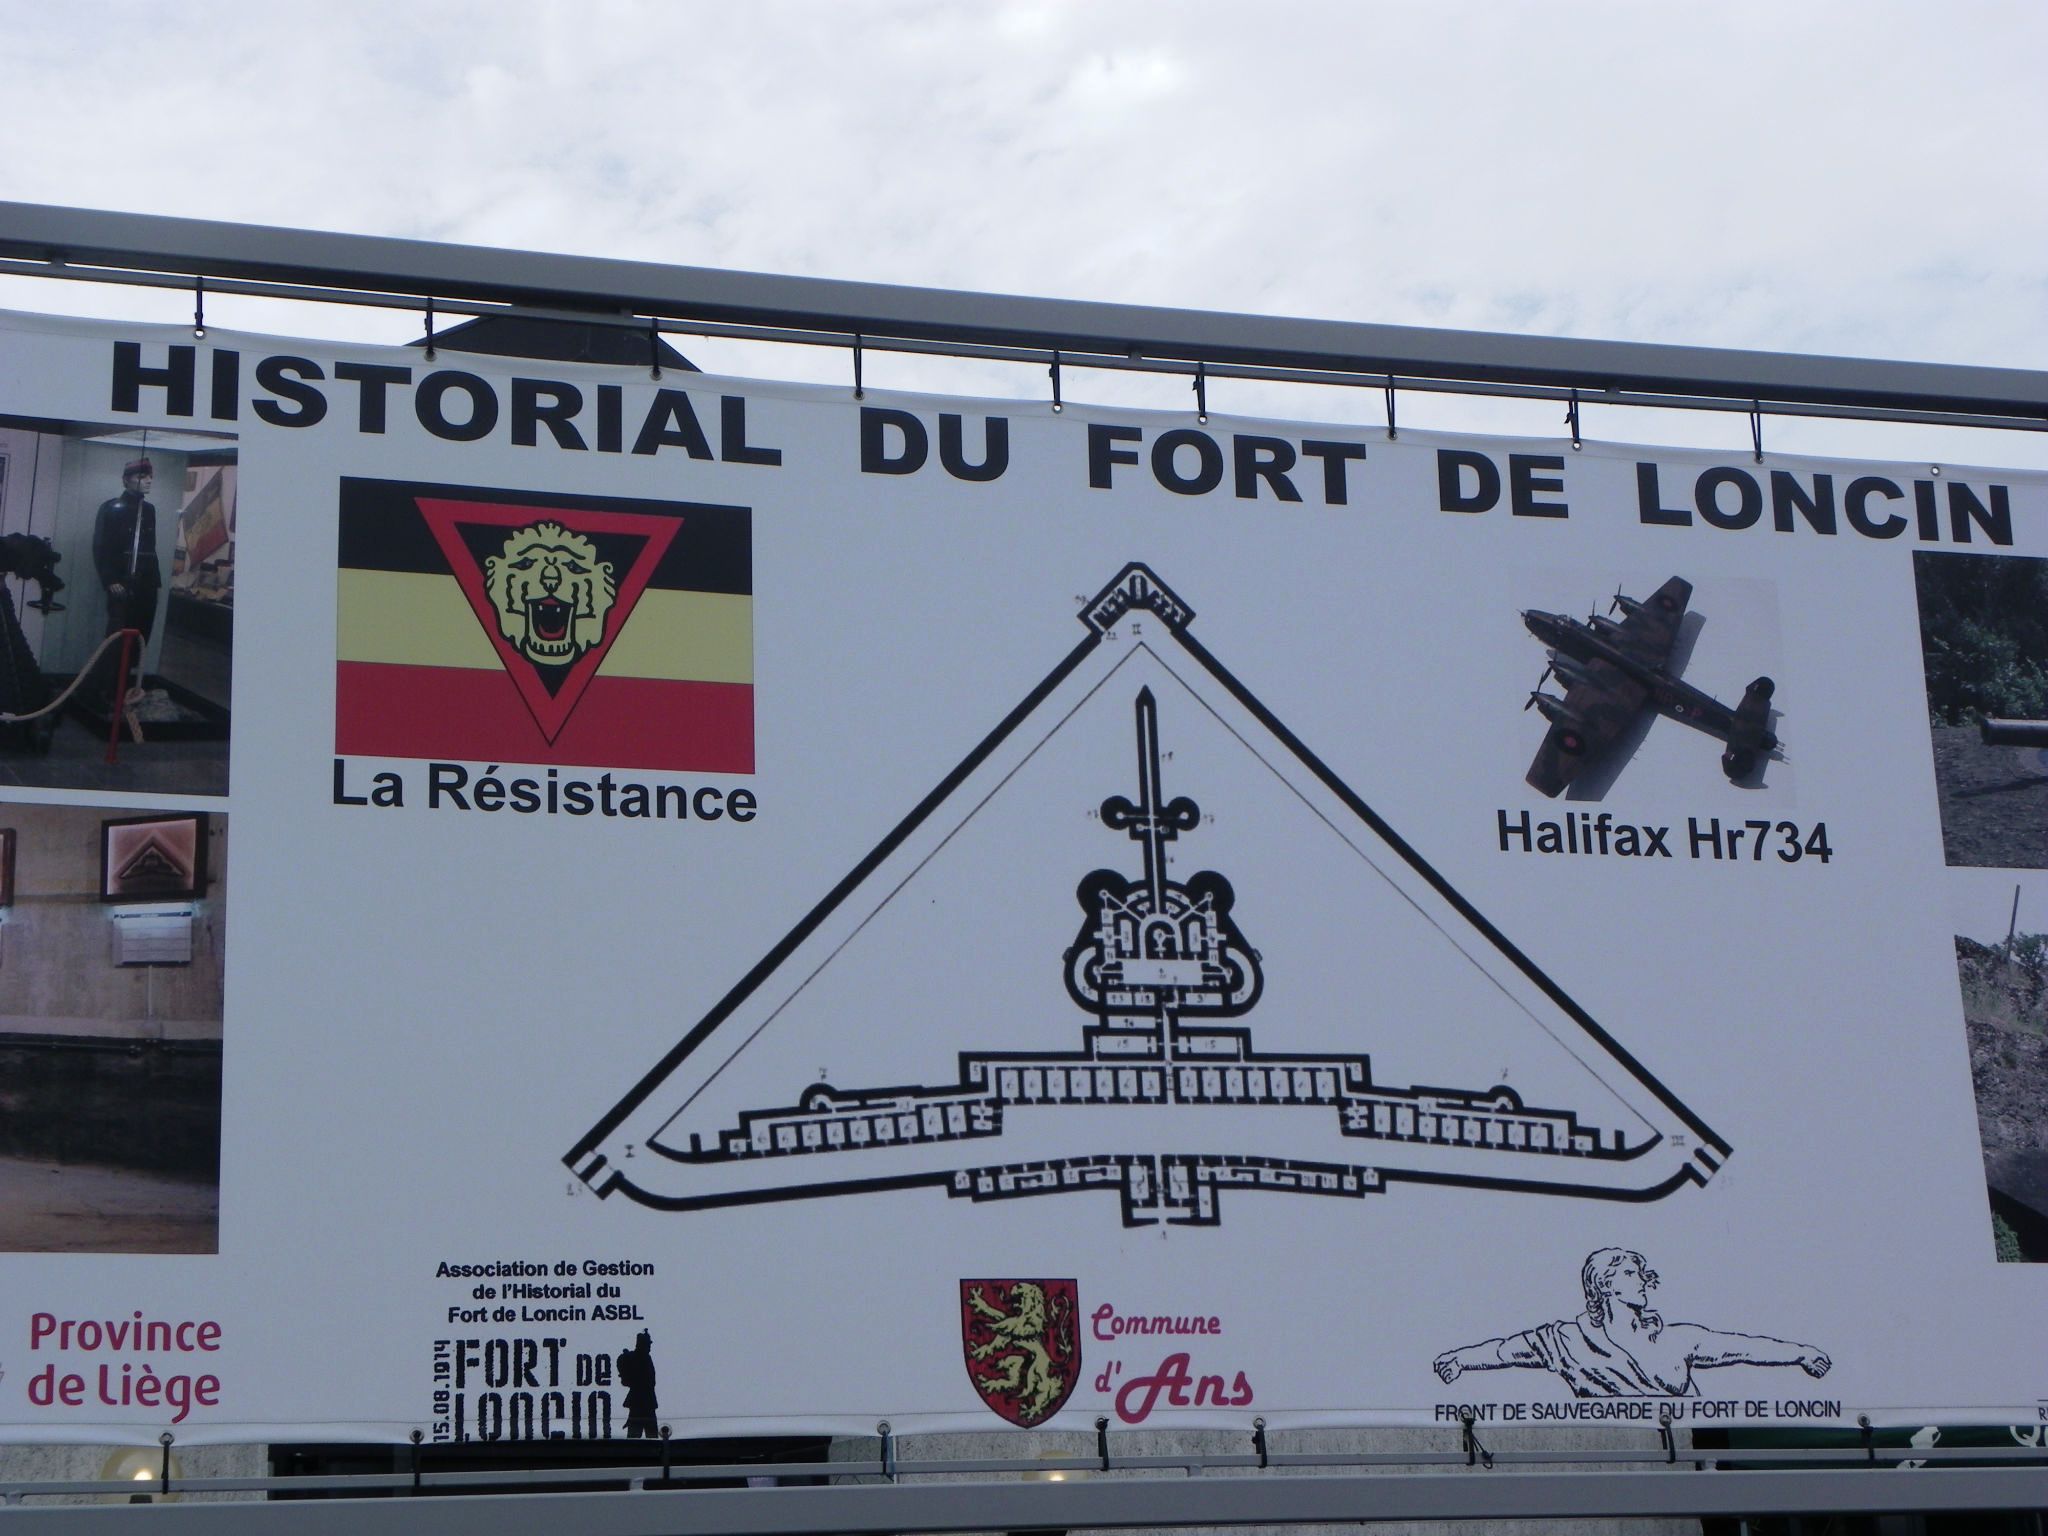 HISTORIAL DU FORT DE LONCIN
La Résistance
Halifax Hr734
Province
de Liège
Association de Gestion
de l'Historial du
Fort de Loncin ASBL
15.08.1914
FORT DE
LONCIN
Commune
d'Ans
FRONT DE SAUVEGARDE DU FORT DE LONCIN